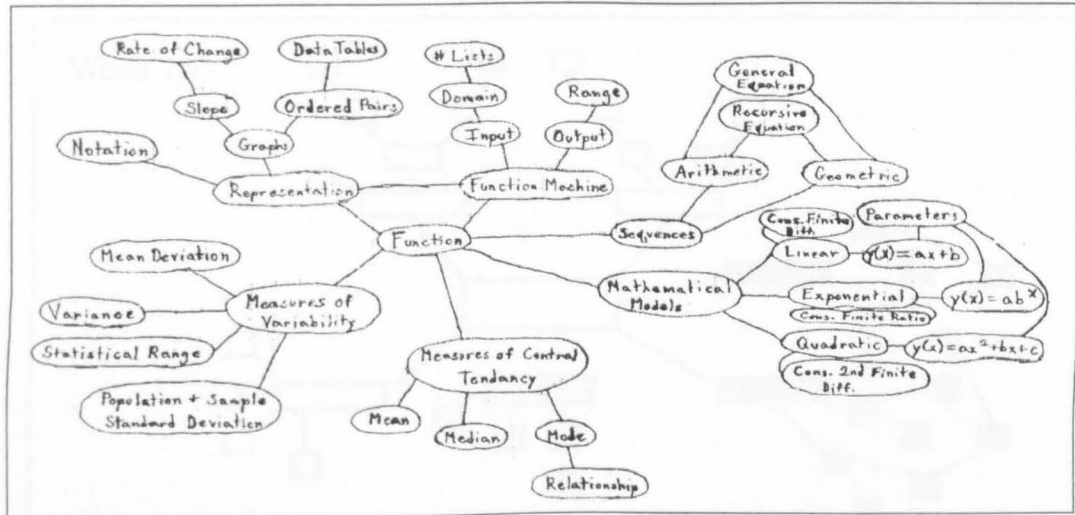 Rate of Change
Data Tables
# Lists
General
Equation
Domain
Range
Slope
Ordered Pairs
Recursive
Equation
Input
Output
Notation
Graphs
Arithmetic
Geometric
Representation
Function Machine
Function
Sequences
Cons. Finite
Diff.
Parameters
Mean Deviation
Linear
y(x) = ax+b
Mathematical
Models
Variance
Measures of
Variability
Exponential
y(x) = ab^x
Cons. Finite Ratio
Statistical Range
Measures of Central
Tendancy
Quadratic
y(x) = ax²+bx+c
Cons. 2nd Finite
Diff.
Population + Sample
Standard Deviation
Mean
Median
Mode
Relationship